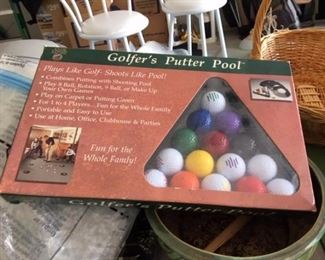 Golfer's Putter Pool™
Plays Like Golf. Shoots Like Pool!
• Combines Putting with Shooting Pool
• Play 8 Ball, Rotation, 9 Ball, or Make Up
Your Own Games
• Play on Carpet or Putting Green
• For 1 to 4 Players...Fun for the Whole Family
• Portable and Easy to Use
• Use at Home, Office, Clubhouse & Parties
Fun for the
Whole Family!
Golfer's Putter Pool